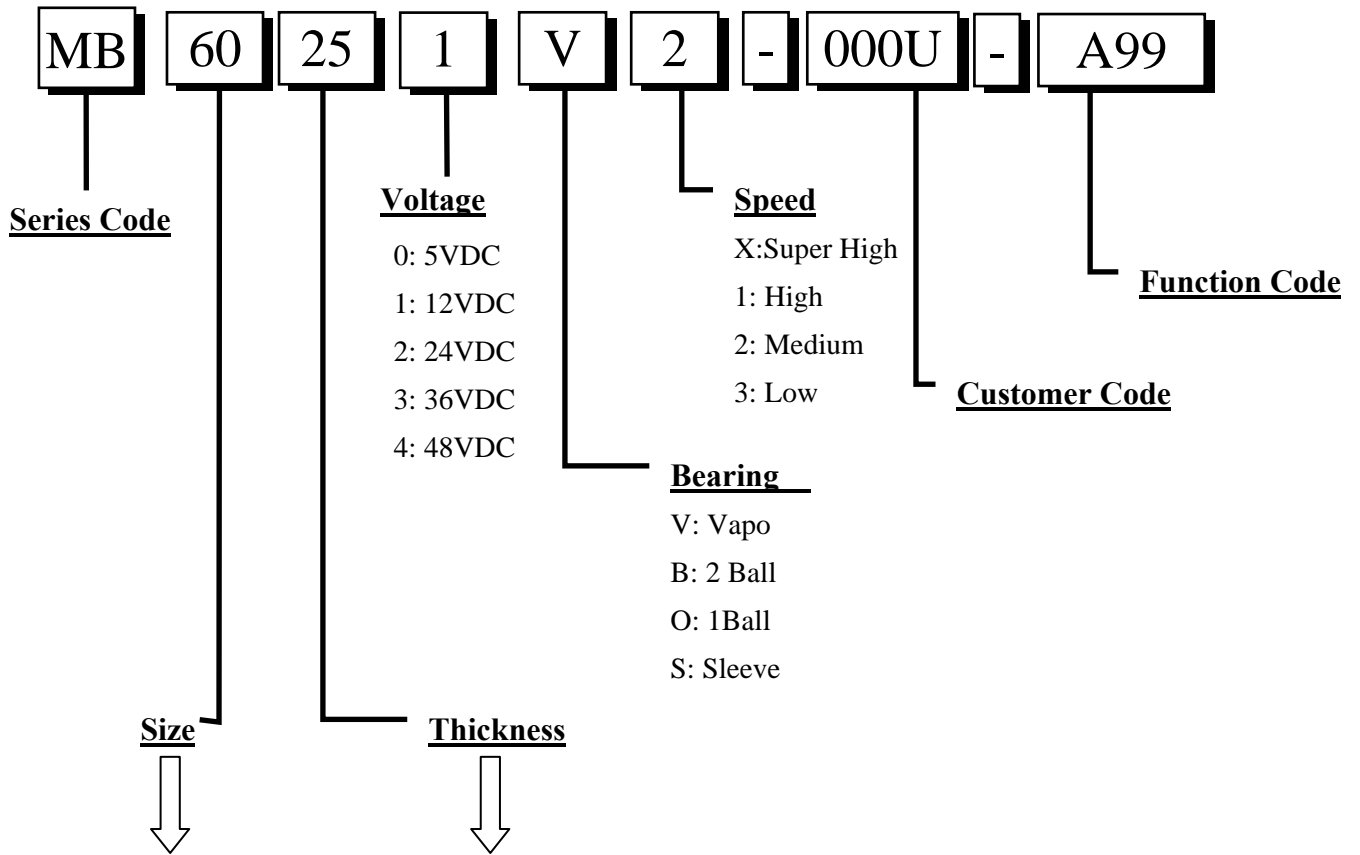 MB 60 25 1 V 2 - 000U - A99
Series Code
Voltage
0: 5VDC
1: 12VDC
2: 24VDC
3: 36VDC
4: 48VDC
Speed
X:Super High
1: High
2: Medium
3: Low
Function Code
Customer Code
Bearing
V: Vapo
B: 2 Ball
O: 1Ball
S: Sleeve
Size
Thickness